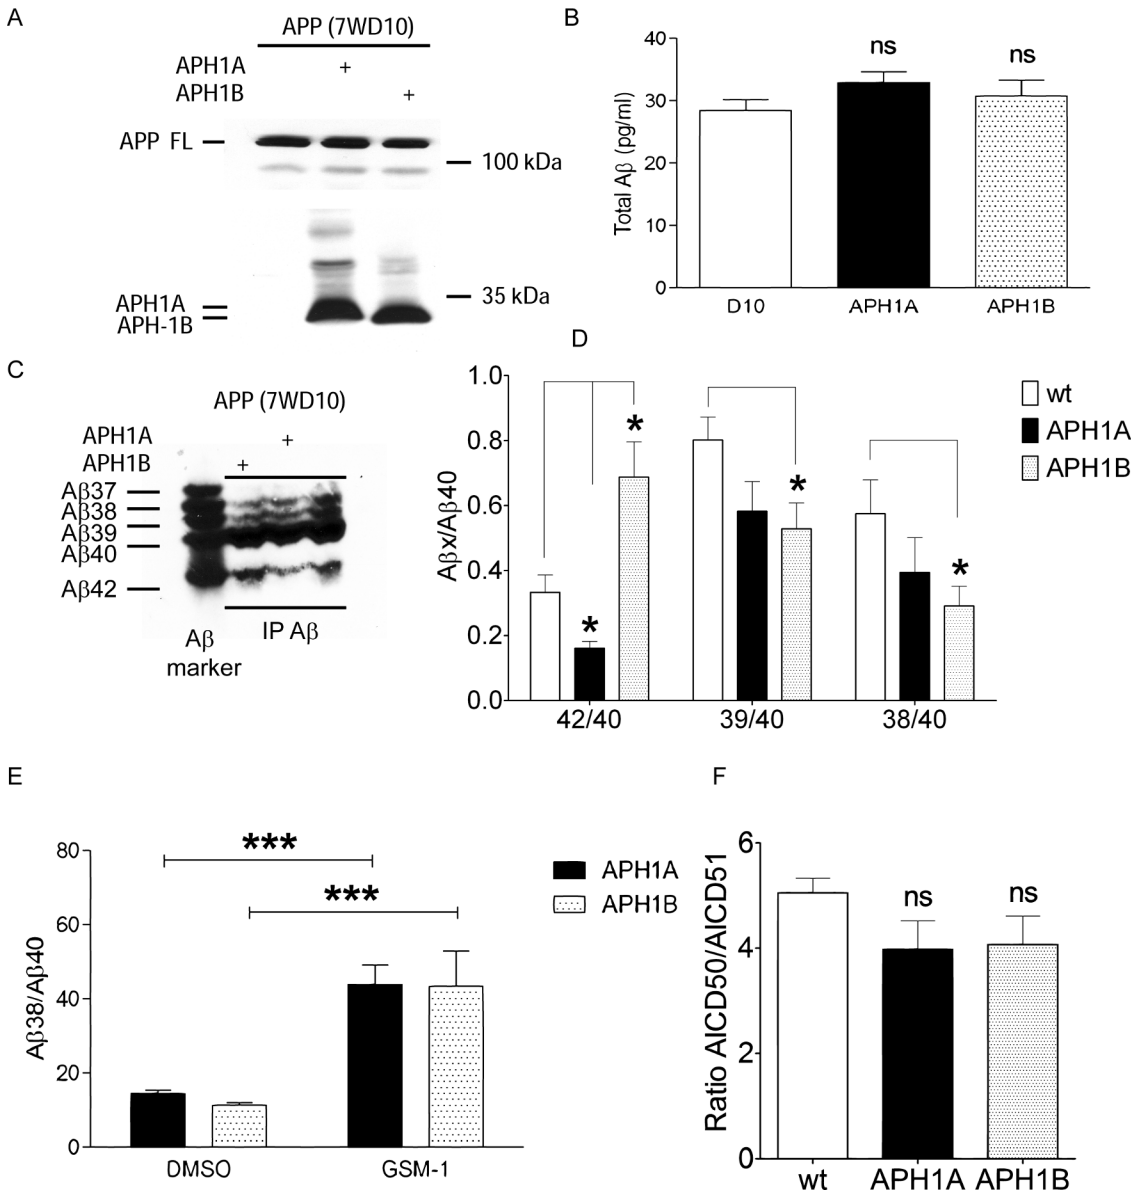 A
APP (7WD10)
APH1A +
APH1B +
APP FL
100 kDa
35 kDa
APH1A
APH-1B
B
Total Aβ (pg/ml)
40
30
20
10
0
ns
ns
D10 APH1A APH1B
C
APP (7WD10)
APH1A +
APH1B +
Aβ37
Aβ38
Aβ39
Aβ40
Aβ42
Aβ
marker
IP Aβ
D
Aβx/Aβ40
1.0
0.8
0.6
0.4
0.2
0.0
*
*
*
*
42/40 39/40 38/40
wt
APH1A
APH1B
E
Aβ38/Aβ40
80
60
40
20
0
***
***
DMSO GSM-1
APH1A
APH1B
F
Ratio AICD50/AICD51
6
4
2
0
ns
ns
wt APH1A APH1B